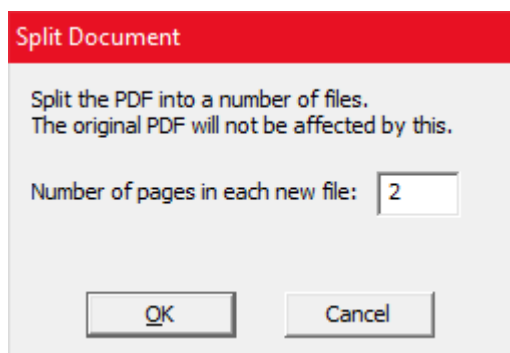 Split Document
Split the PDF into a number of files.
The original PDF will not be affected by this.
Number of pages in each new file: 2
OK Cancel